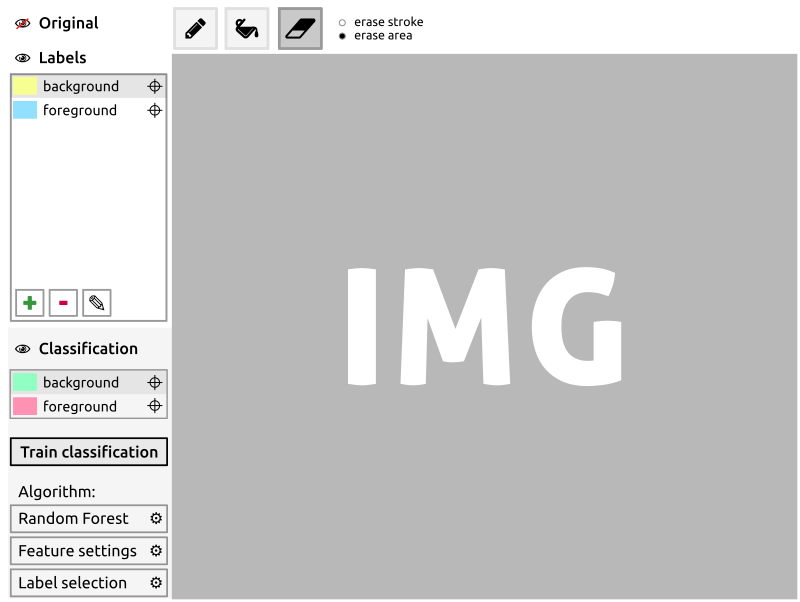 Original
Labels
background
foreground
Classification
background
foreground
Train classification
Algorithm:
Random Forest
Feature settings
Label selection
erase stroke
erase area
IMG